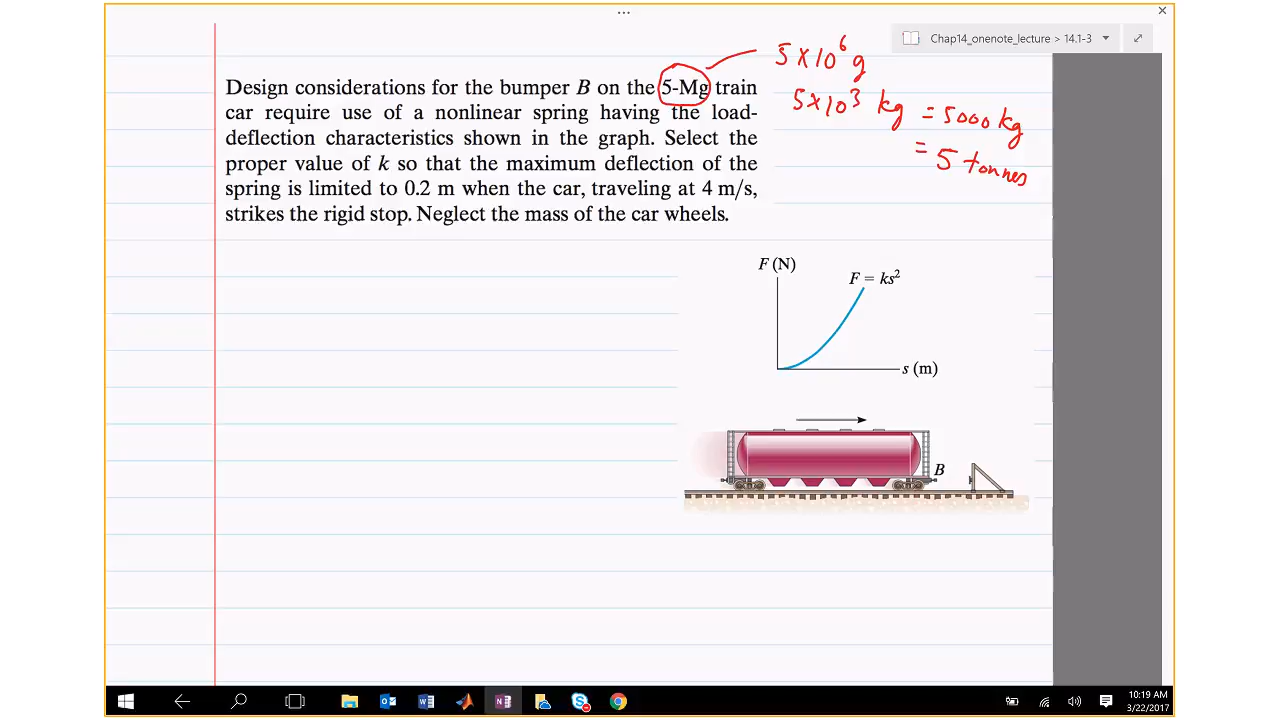 ...
Chap14_onenote_lecture > 14.1-3
Design considerations for the bumper B on the 5-Mg train
car require use of a nonlinear spring having the load-
deflection characteristics shown in the graph. Select the
proper value of k so that the maximum deflection of the
spring is limited to 0.2 m when the car, traveling at 4 m/s,
strikes the rigid stop. Neglect the mass of the car wheels.
5 X 10⁶ g
5 X 10³ kg = 5000 kg
= 5 tonnes
F (N)
F = ks²
s (m)
B
10:19 AM
3/22/2017